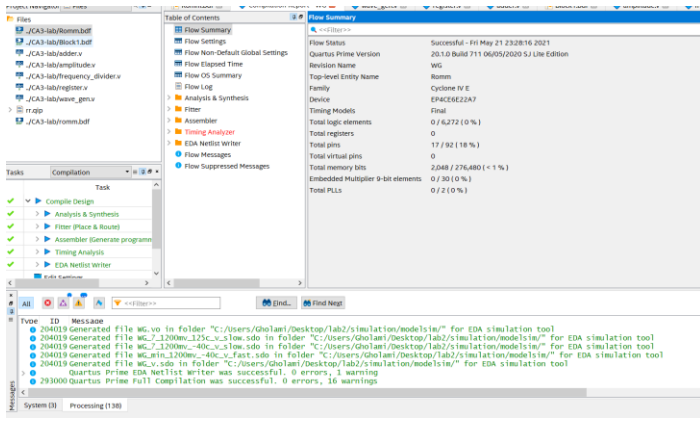 Project Navigator
Files
Files
../CA3-lab/Romm.bdf
../CA3-lab/Block1.bdf
../CA3-lab/adder.v
../CA3-lab/amplitude.v
../CA3-lab/frequency_divider.v
../CA3-lab/register.v
../CA3-lab/wave_gen.v
rr.qip
../CA3-lab/romm.bdf
Tasks
Compilation
Task
Compile Design
Analysis & Synthesis
Fitter (Place & Route)
Assembler (Generate programm
Timing Analysis
EDA Netlist Writer
Edit Settings
Table of Contents
Flow Summary
Flow Settings
Flow Non-Default Global Settings
Flow Elapsed Time
Flow OS Summary
Flow Log
Analysis & Synthesis
Fitter
Assembler
Timing Analyzer
EDA Netlist Writer
Flow Messages
Flow Suppressed Messages
Flow Summary
<<Filter>>
Flow Status Successful - Fri May 21 23:28:16 2021
Quartus Prime Version 20.1.0 Build 711 06/05/2020 SJ Lite Edition
Revision Name WG
Top-level Entity Name Romm
Family Cyclone IV E
Device EP4CE6E22A7
Timing Models Final
Total logic elements 0 / 6,272 ( 0 % )
Total registers 0
Total pins 17 / 92 ( 18 % )
Total virtual pins 0
Total memory bits 2,048 / 276,480 ( < 1 % )
Embedded Multiplier 9-bit elements 0 / 30 ( 0 % )
Total PLLs 0 / 2 ( 0 % )
All <<Filter>> Find... Find Next
Type ID Message
204019 Generated file WG.vo in folder "C:/Users/Gholami/Desktop/lab2/simulation/modelsim/" for EDA simulation tool
204019 Generated file WG_7_1200mv_125c_v_slow.sdo in folder "C:/Users/Gholami/Desktop/lab2/simulation/modelsim/" for EDA simulation tool
204019 Generated file WG_7_1200mv_-40c_v_slow.sdo in folder "C:/Users/Gholami/Desktop/lab2/simulation/modelsim/" for EDA simulation tool
204019 Generated file WG_min_1200mv_-40c_v_fast.sdo in folder "C:/Users/Gholami/Desktop/lab2/simulation/modelsim/" for EDA simulation tool
204019 Generated file WG_v.sdo in folder "C:/Users/Gholami/Desktop/lab2/simulation/modelsim/" for EDA simulation tool
Quartus Prime EDA Netlist Writer was successful. 0 errors, 1 warning
293000 Quartus Prime Full Compilation was successful. 0 errors, 16 warnings
Messages
System (3) Processing (138)